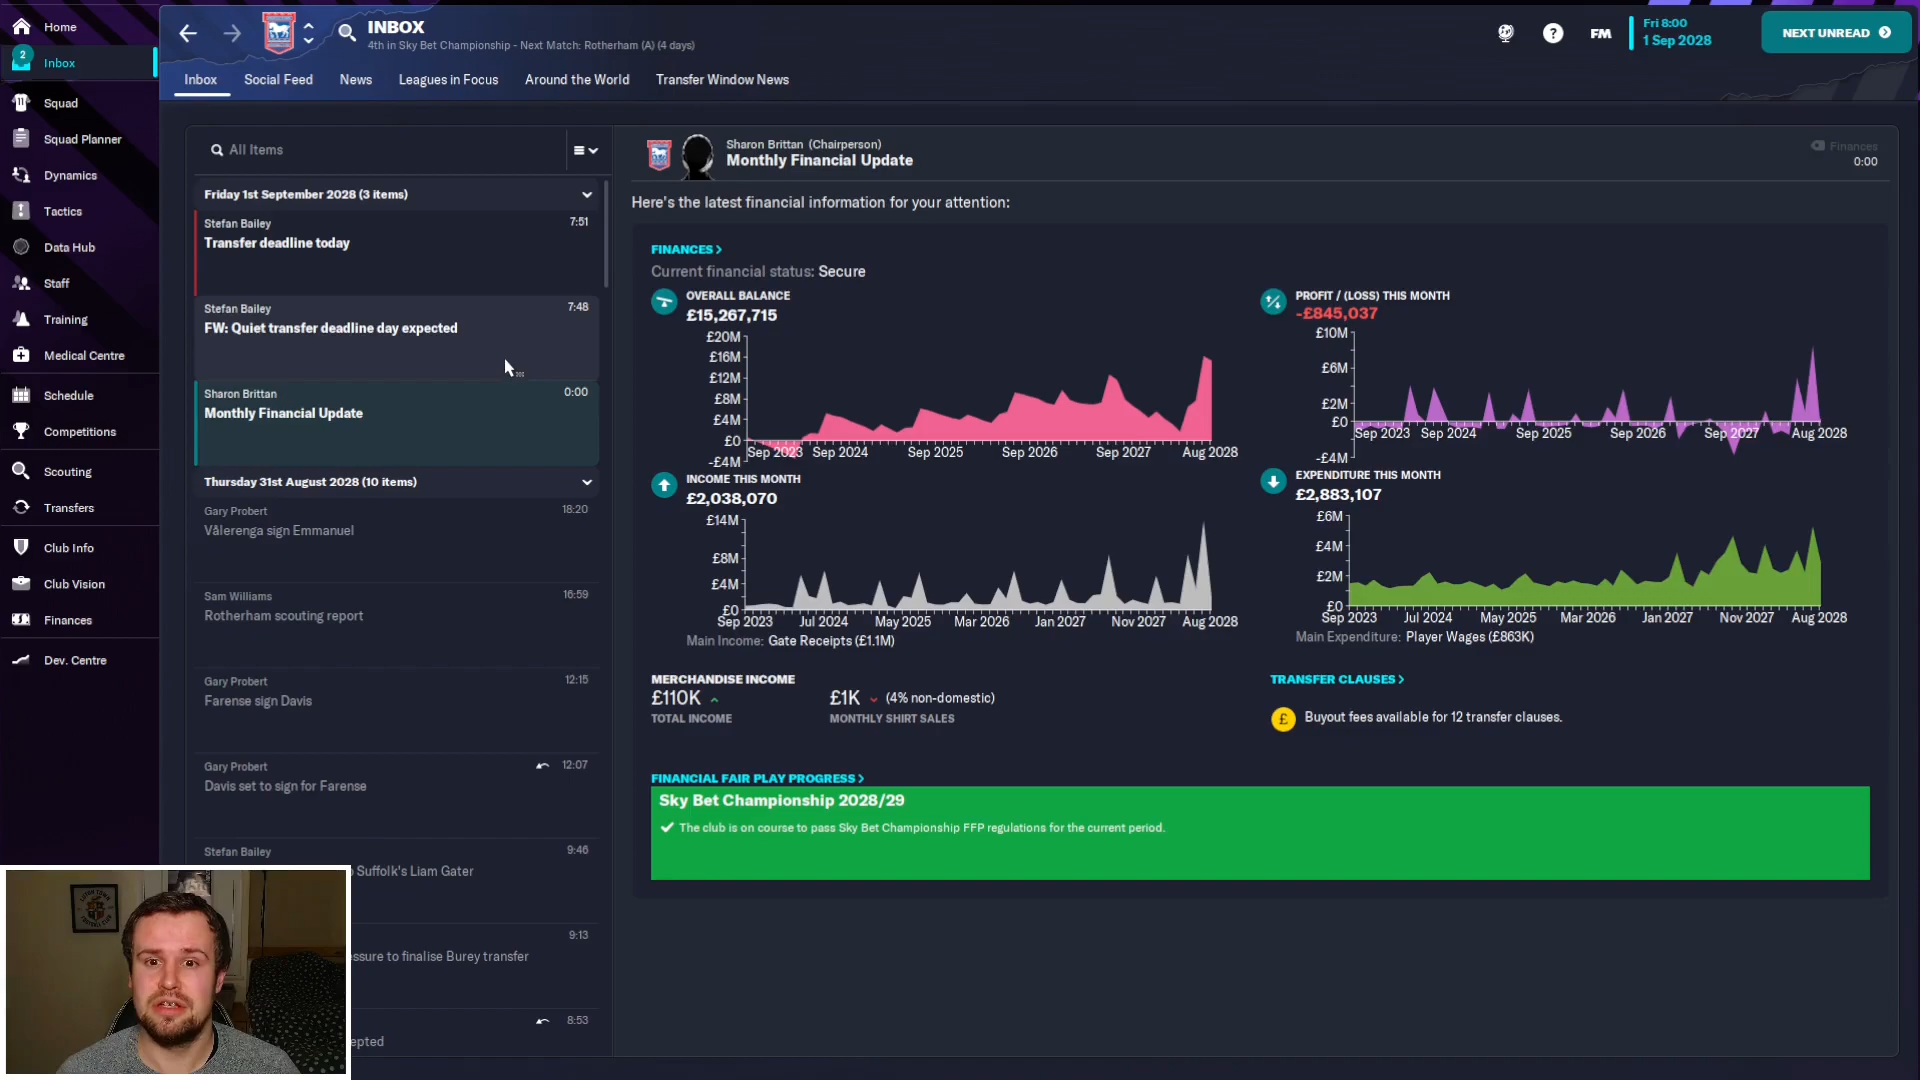 Home
2
Inbox
Squad
Squad Planner
Dynamics
Tactics
Data Hub
Staff
Training
Medical Centre
Schedule
Competitions
Scouting
Transfers
Club Info
Club Vision
Finances
Dev. Centre
INBOX
4th in Sky Bet Championship - Next Match: Rotherham (A) (4 days)
FM
Fri 8:00
1 Sep 2028
NEXT UNREAD
Inbox Social Feed News Leagues in Focus Around the World Transfer Window News
All Items
Friday 1st September 2028 (3 items)
Stefan Bailey 7:51
Transfer deadline today
Stefan Bailey 7:48
FW: Quiet transfer deadline day expected
Sharon Brittan 0:00
Monthly Financial Update
Thursday 31st August 2028 (10 items)
Gary Probert 18:20
Vålerenga sign Emmanuel
Sam Williams 16:59
Rotherham scouting report
Gary Probert 12:15
Farense sign Davis
Gary Probert 12:07
Davis set to sign for Farense
Stefan Bailey 9:46
Suffolk's Liam Gater
9:13
ssure to finalise Burey transfer
8:53
epted
Sharon Brittan (Chairperson)
Monthly Financial Update
Finances
0:00
Here's the latest financial information for your attention:
FINANCES >
Current financial status: Secure
OVERALL BALANCE
£15,267,715
£20M
£16M
£12M
£8M
£4M
£0
-£4M
Sep 2023 Sep 2024 Sep 2025 Sep 2026 Sep 2027 Aug 2028
PROFIT / (LOSS) THIS MONTH
-£845,037
£10M
£6M
£2M
£0
-£4M
Sep 2023 Sep 2024 Sep 2025 Sep 2026 Sep 2027 Aug 2028
INCOME THIS MONTH
£2,038,070
£14M
£8M
£4M
£0
Sep 2023 Jul 2024 May 2025 Mar 2026 Jan 2027 Nov 2027 Aug 2028
Main Income: Gate Receipts (£1.1M)
EXPENDITURE THIS MONTH
£2,883,107
£6M
£4M
£2M
£0
Sep 2023 Jul 2024 May 2025 Mar 2026 Jan 2027 Nov 2027 Aug 2028
Main Expenditure: Player Wages (£863K)
MERCHANDISE INCOME
£110K £1K (4% non-domestic)
TOTAL INCOME MONTHLY SHIRT SALES
TRANSFER CLAUSES >
£ Buyout fees available for 12 transfer clauses.
FINANCIAL FAIR PLAY PROGRESS >
Sky Bet Championship 2028/29
The club is on course to pass Sky Bet Championship FFP regulations for the current period.